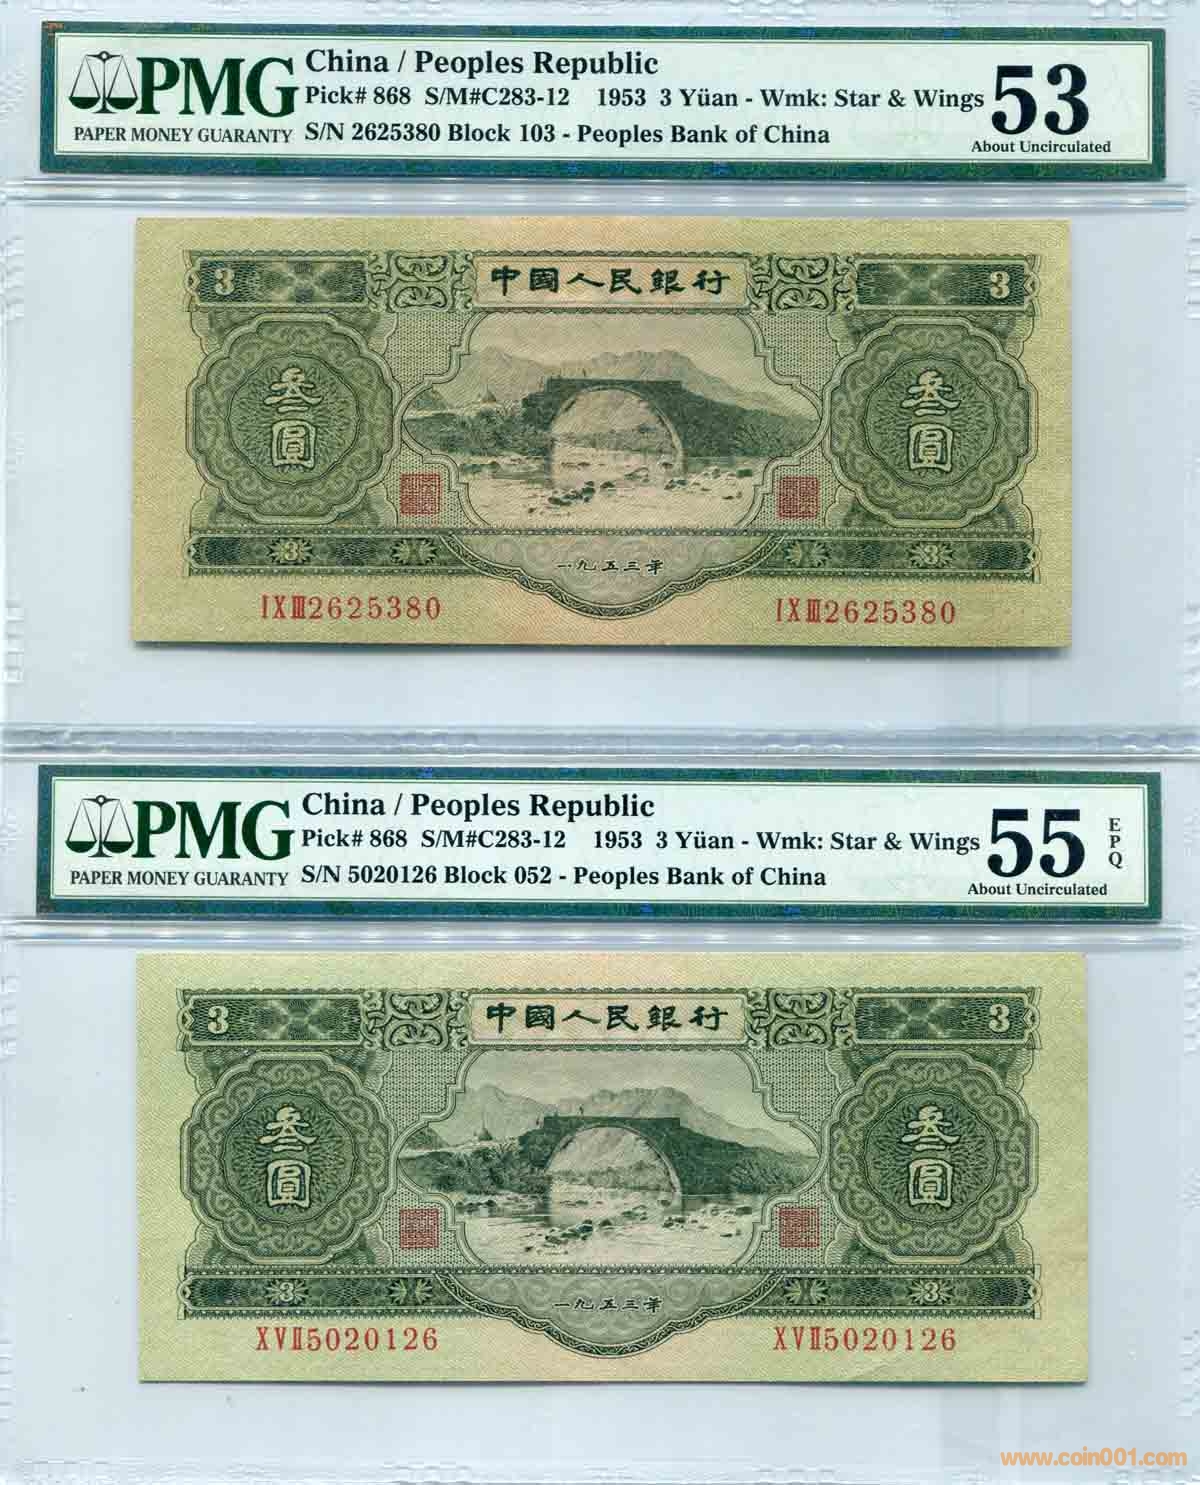 PMG
PAPER MONEY GUARANTY
China / Peoples Republic
Pick# 868 S/M#C283-12 1953 3 Yüan - Wmk: Star & Wings
S/N 2625380 Block 103 - Peoples Bank of China
53
About Uncirculated
3 中國人民銀行 3
叁圓 叁圓
3 3
一九五三年
IXⅢ2625380 IXⅢ2625380
PMG
PAPER MONEY GUARANTY
China / Peoples Republic
Pick# 868 S/M#C283-12 1953 3 Yüan - Wmk: Star & Wings
S/N 5020126 Block 052 - Peoples Bank of China
55
EPQ
About Uncirculated
3 中國人民銀行 3
叁圓 叁圓
3 3
一九五三年
XVⅡ5020126 XVⅡ5020126
www.coin001.com